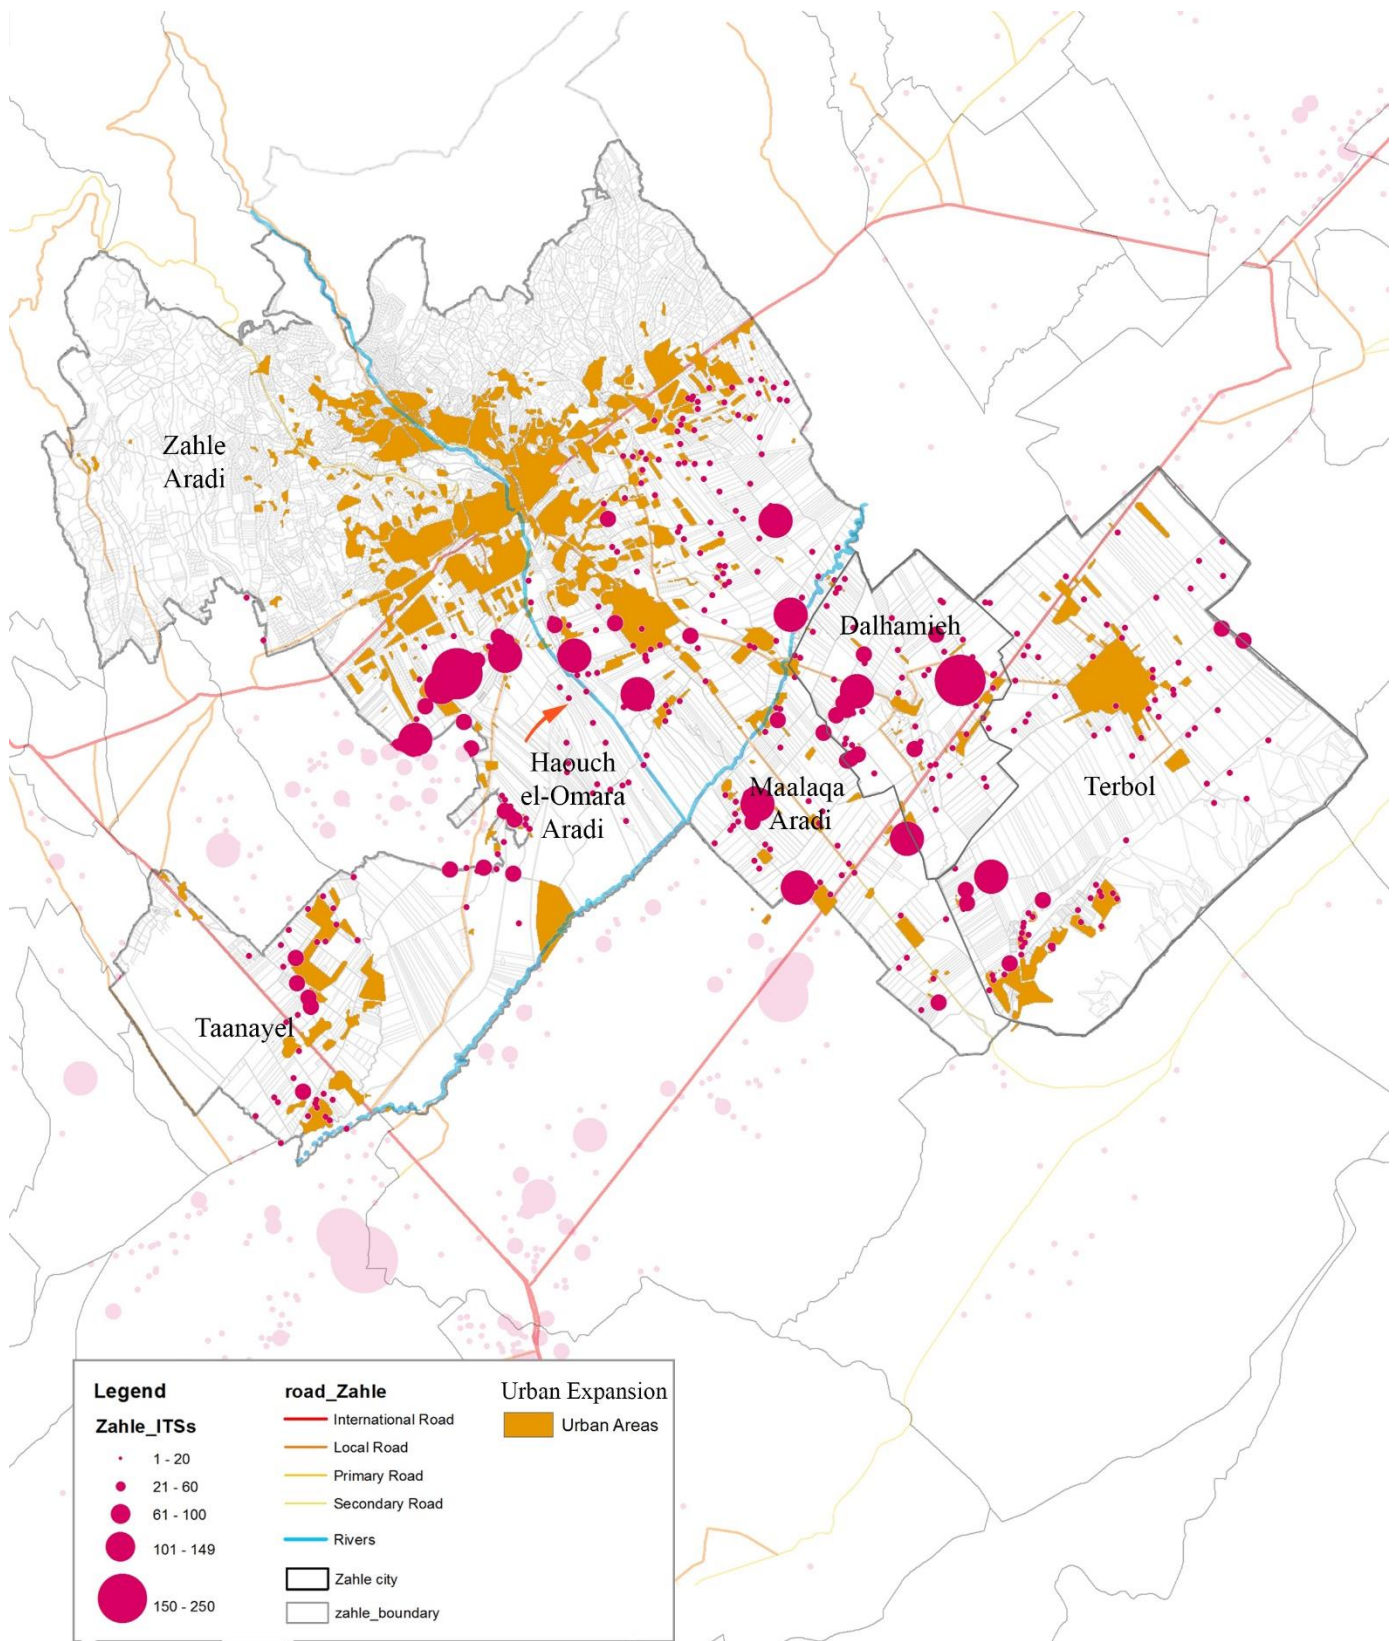 Zahle
Aradi
Dalhamieh
Haouch
el-Omara
Aradi
Maalaqa
Aradi
Terbol
Taanayel
Legend
Zahle_ITSs
1 - 20
21 - 60
61 - 100
101 - 149
150 - 250
road_Zahle
International Road
Local Road
Primary Road
Secondary Road
Rivers
Zahle city
zahle_boundary
Urban Expansion
Urban Areas